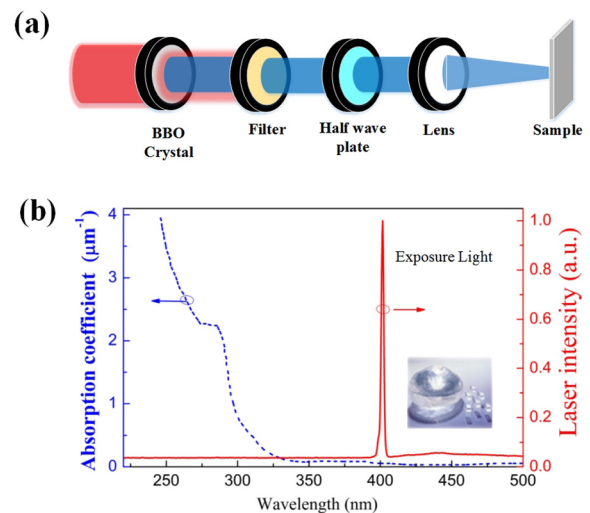 (a)
BBO
Crystal
Filter
Half wave
plate
Lens
Sample
(b)
Absorption coefficient (μm⁻¹)
4
3
2
1
0
Exposure Light
1.0
0.8
0.6
0.4
0.2
0.0
Laser intensity (a.u.)
250
300
350
400
450
500
Wavelength (nm)